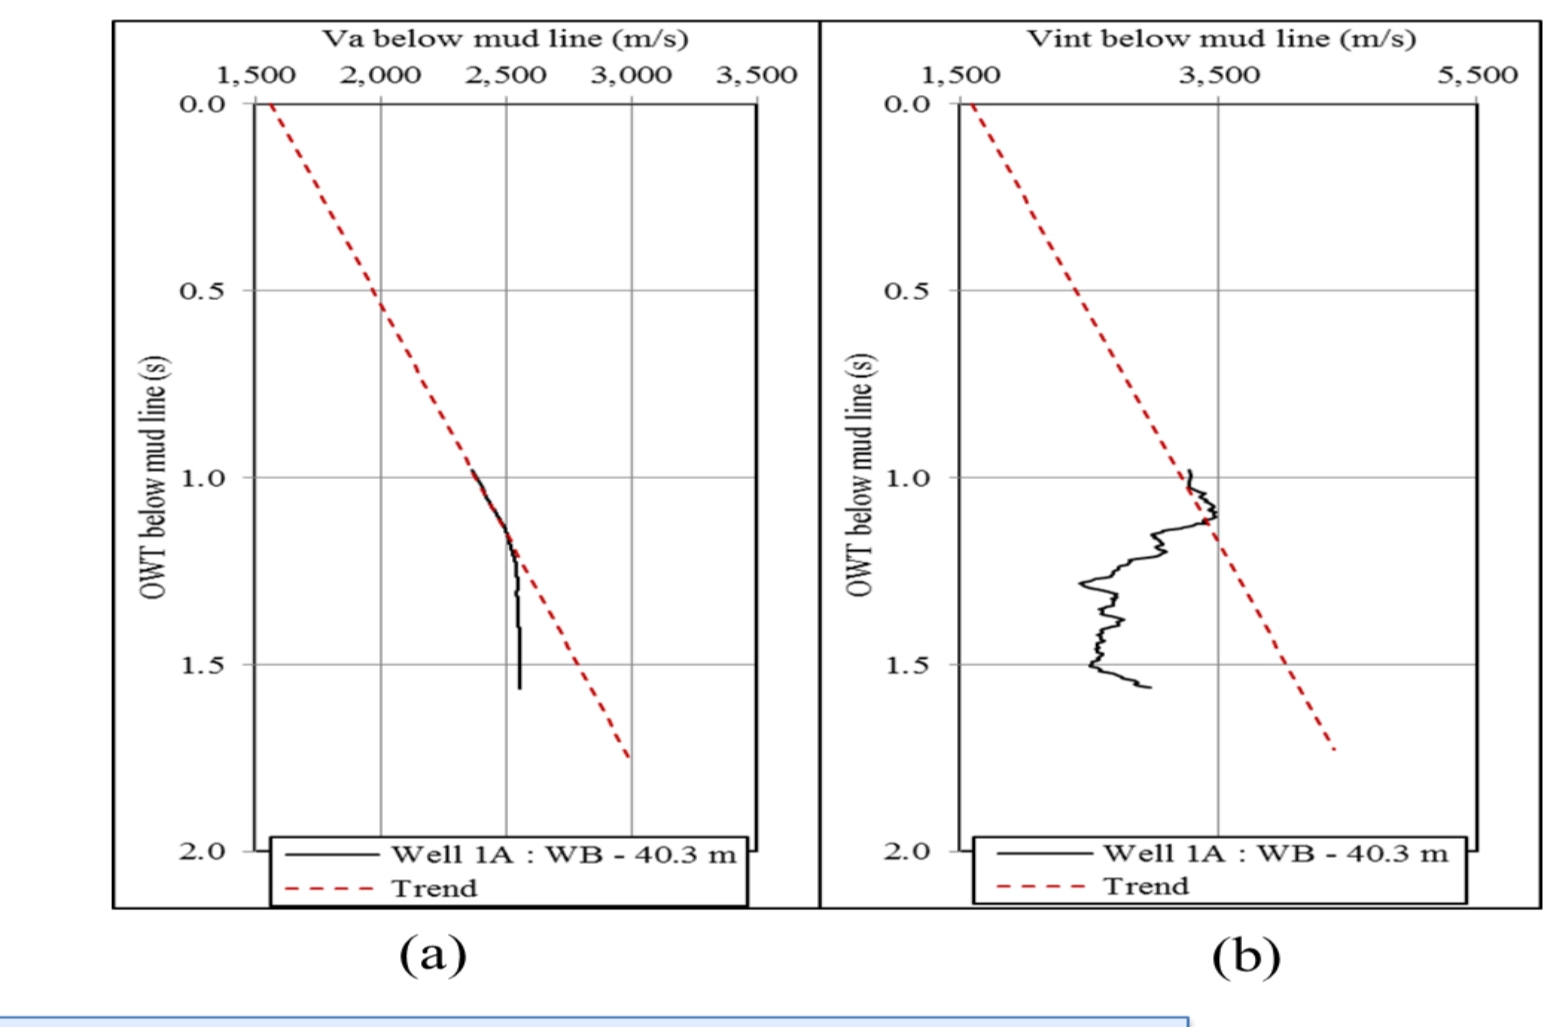 Va below mud line (m/s)
1,500 2,000 2,500 3,000 3,500
0.0
0.5
1.0
1.5
2.0
OWT below mud line (s)
Well 1A : WB - 40.3 m
Trend
(a)
Vint below mud line (m/s)
1,500 3,500 5,500
0.0
0.5
1.0
1.5
2.0
OWT below mud line (s)
Well 1A : WB - 40.3 m
Trend
(b)